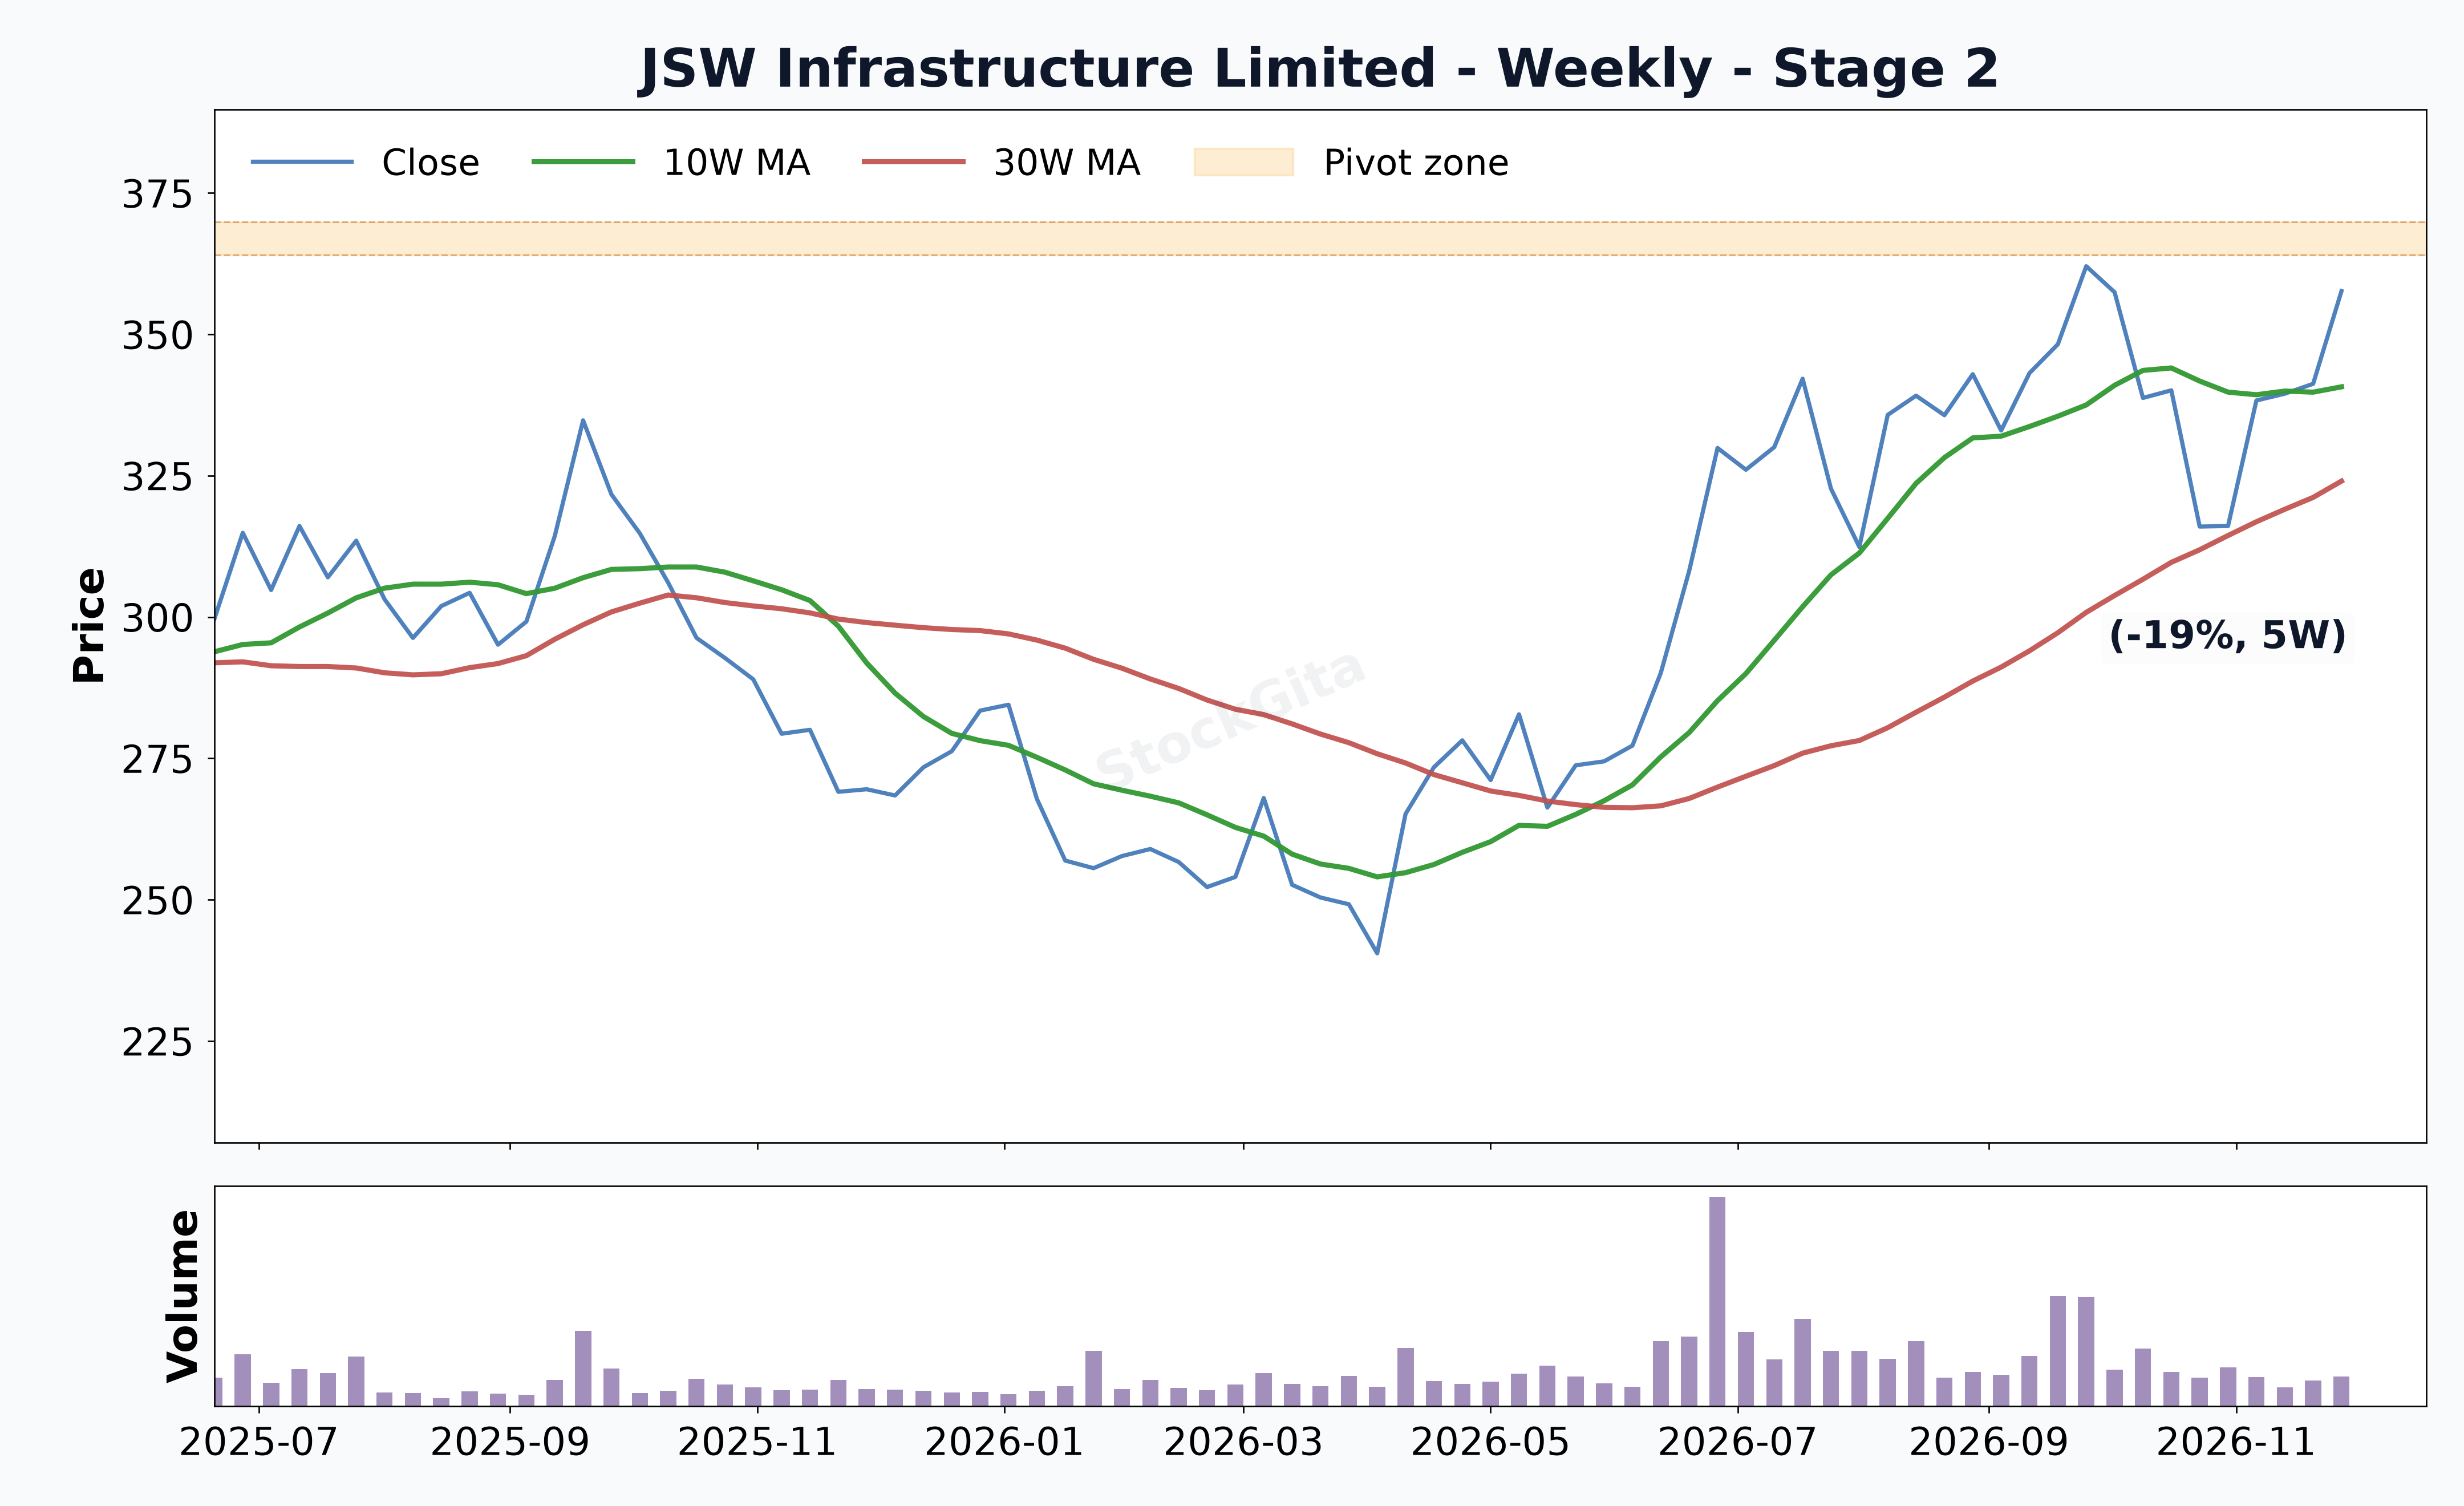 JSW Infrastructure Limited - Weekly - Stage 2
Close 10W MA 30W MA Pivot zone
375
350
325
300
275
250
225
Price
(-19%, 5W)
StockGita
Volume
2025-07 2025-09 2025-11 2026-01 2026-03 2026-05 2026-07 2026-09 2026-11